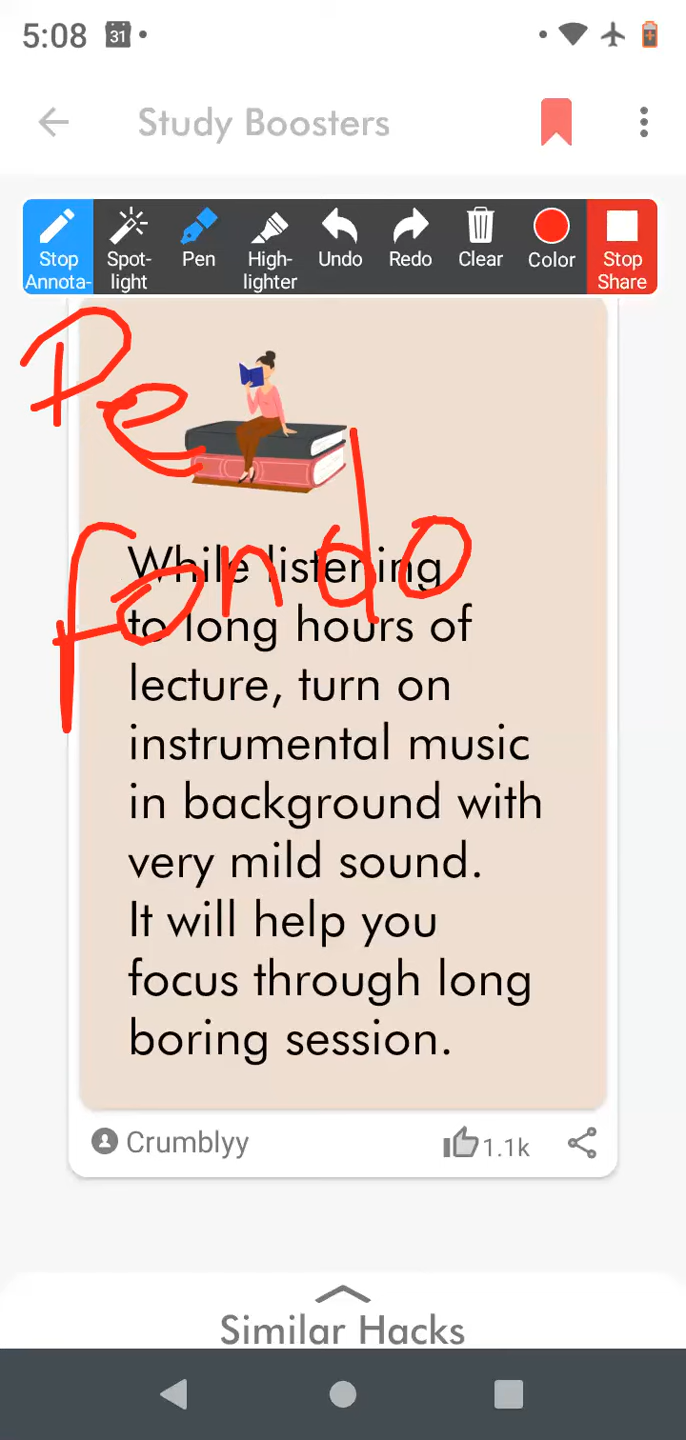 5:08 31
Study Boosters
Stop Annota- Spot-light Pen High-lighter Undo Redo Clear Color Stop Share
Pe
fondo
While listening
to long hours of
lecture, turn on
instrumental music
in background with
very mild sound.
It will help you
focus through long
boring session.
Crumblyy 1.1k
Similar Hacks